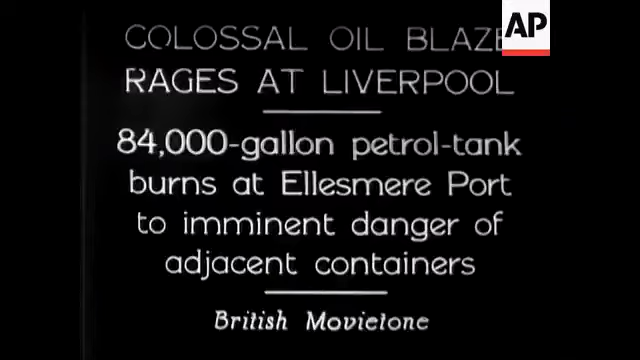 AP
COLOSSAL OIL BLAZE
RAGES AT LIVERPOOL
84,000-gallon petrol-tank
burns at Ellesmere Port
to imminent danger of
adjacent containers
British Movietone